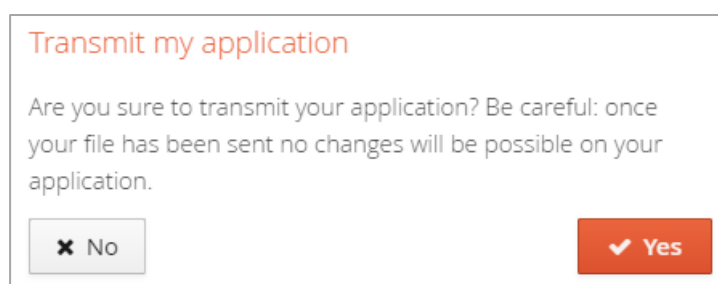 Transmit my application
Are you sure to transmit your application? Be careful: once
your file has been sent no changes will be possible on your
application.
✖ No
✔ Yes